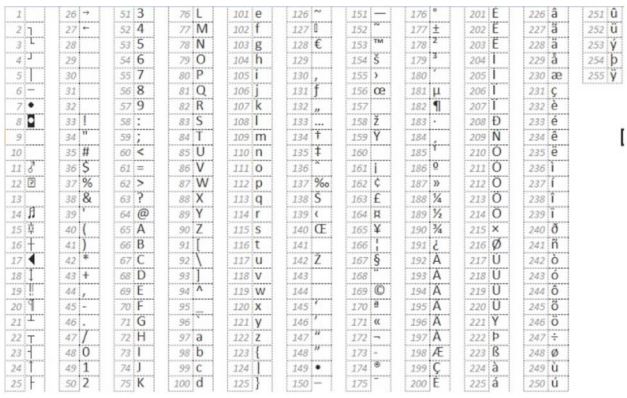 1 26 → 51 3 76 L 101 e 126 ~ 151 — 176 ° 201 É 226 â 251 û
2 ┐ 27 ← 52 4 77 M 102 f 127 ▯ 152 ˜ 177 ± 202 Ê 227 ã 252 ü
3 └ 28 53 5 78 N 103 g 128 € 153 ™ 178 ² 203 Ë 228 ä 253 ý
4 ┘ 29 54 6 79 O 104 h 129 154 š 179 ³ 204 Ì 229 å 254 þ
5 │ 30 55 7 80 P 105 i 130 ‚ 155 › 180 ´ 205 Í 230 æ 255 ÿ
6 ─ 31 56 8 81 Q 106 j 131 ƒ 156 œ 181 µ 206 Î 231 ç
7 • 32 57 9 82 R 107 k 132 „ 157 182 ¶ 207 Ï 232 è
8 ◘ 33 ! 58 : 83 S 108 l 133 … 158 ž 183 · 208 Ð 233 é
9 34 " 59 ; 84 T 109 m 134 † 159 Ÿ 184 ¸ 209 Ñ 234 ê
10 35 # 60 < 85 U 110 n 135 ‡ 160 185 ¹ 210 Ò 235 ë
11 ♂ 36 $ 61 = 86 V 111 o 136 ˆ 161 ¡ 186 º 211 Ó 236 ì
12 37 % 62 > 87 W 112 p 137 ‰ 162 ¢ 187 » 212 Ô 237 í
13 38 & 63 ? 88 X 113 q 138 Š 163 £ 188 ¼ 213 Õ 238 î
14 ♫ 39 ' 64 @ 89 Y 114 r 139 ‹ 164 ¤ 189 ½ 214 Ö 239 ï
15 ☼ 40 ( 65 A 90 Z 115 s 140 Œ 165 ¥ 190 ¾ 215 × 240 ð
16 ┼ 41 ) 66 B 91 [ 116 t 141 166 ¦ 191 ¿ 216 Ø 241 ñ
17 ◄ 42 * 67 C 92 \ 117 u 142 Ž 167 § 192 À 217 Ù 242 ò
18 ↕ 43 + 68 D 93 ] 118 v 143 168 ¨ 193 Á 218 Ú 243 ó
19 ‼ 44 , 69 E 94 ^ 119 w 144 169 © 194 Â 219 Û 244 ô
20 ¶ 45 - 70 F 95 _ 120 x 145 ‘ 170 ª 195 Ã 220 Ü 245 õ
21 ┴ 46 . 71 G 96 ` 121 y 146 ’ 171 « 196 Ä 221 Ý 246 ö
22 ┬ 47 / 72 H 97 a 122 z 147 “ 172 ¬ 197 Å 222 Þ 247 ÷
23 ┤ 48 0 73 I 98 b 123 { 148 ” 173 - 198 Æ 223 ß 248 ø
24 ↑ 49 1 74 J 99 c 124 | 149 • 174 ® 199 Ç 224 à 249 ù
25 ├ 50 2 75 K 100 d 125 } 150 – 175 ¯ 200 È 225 á 250 ú